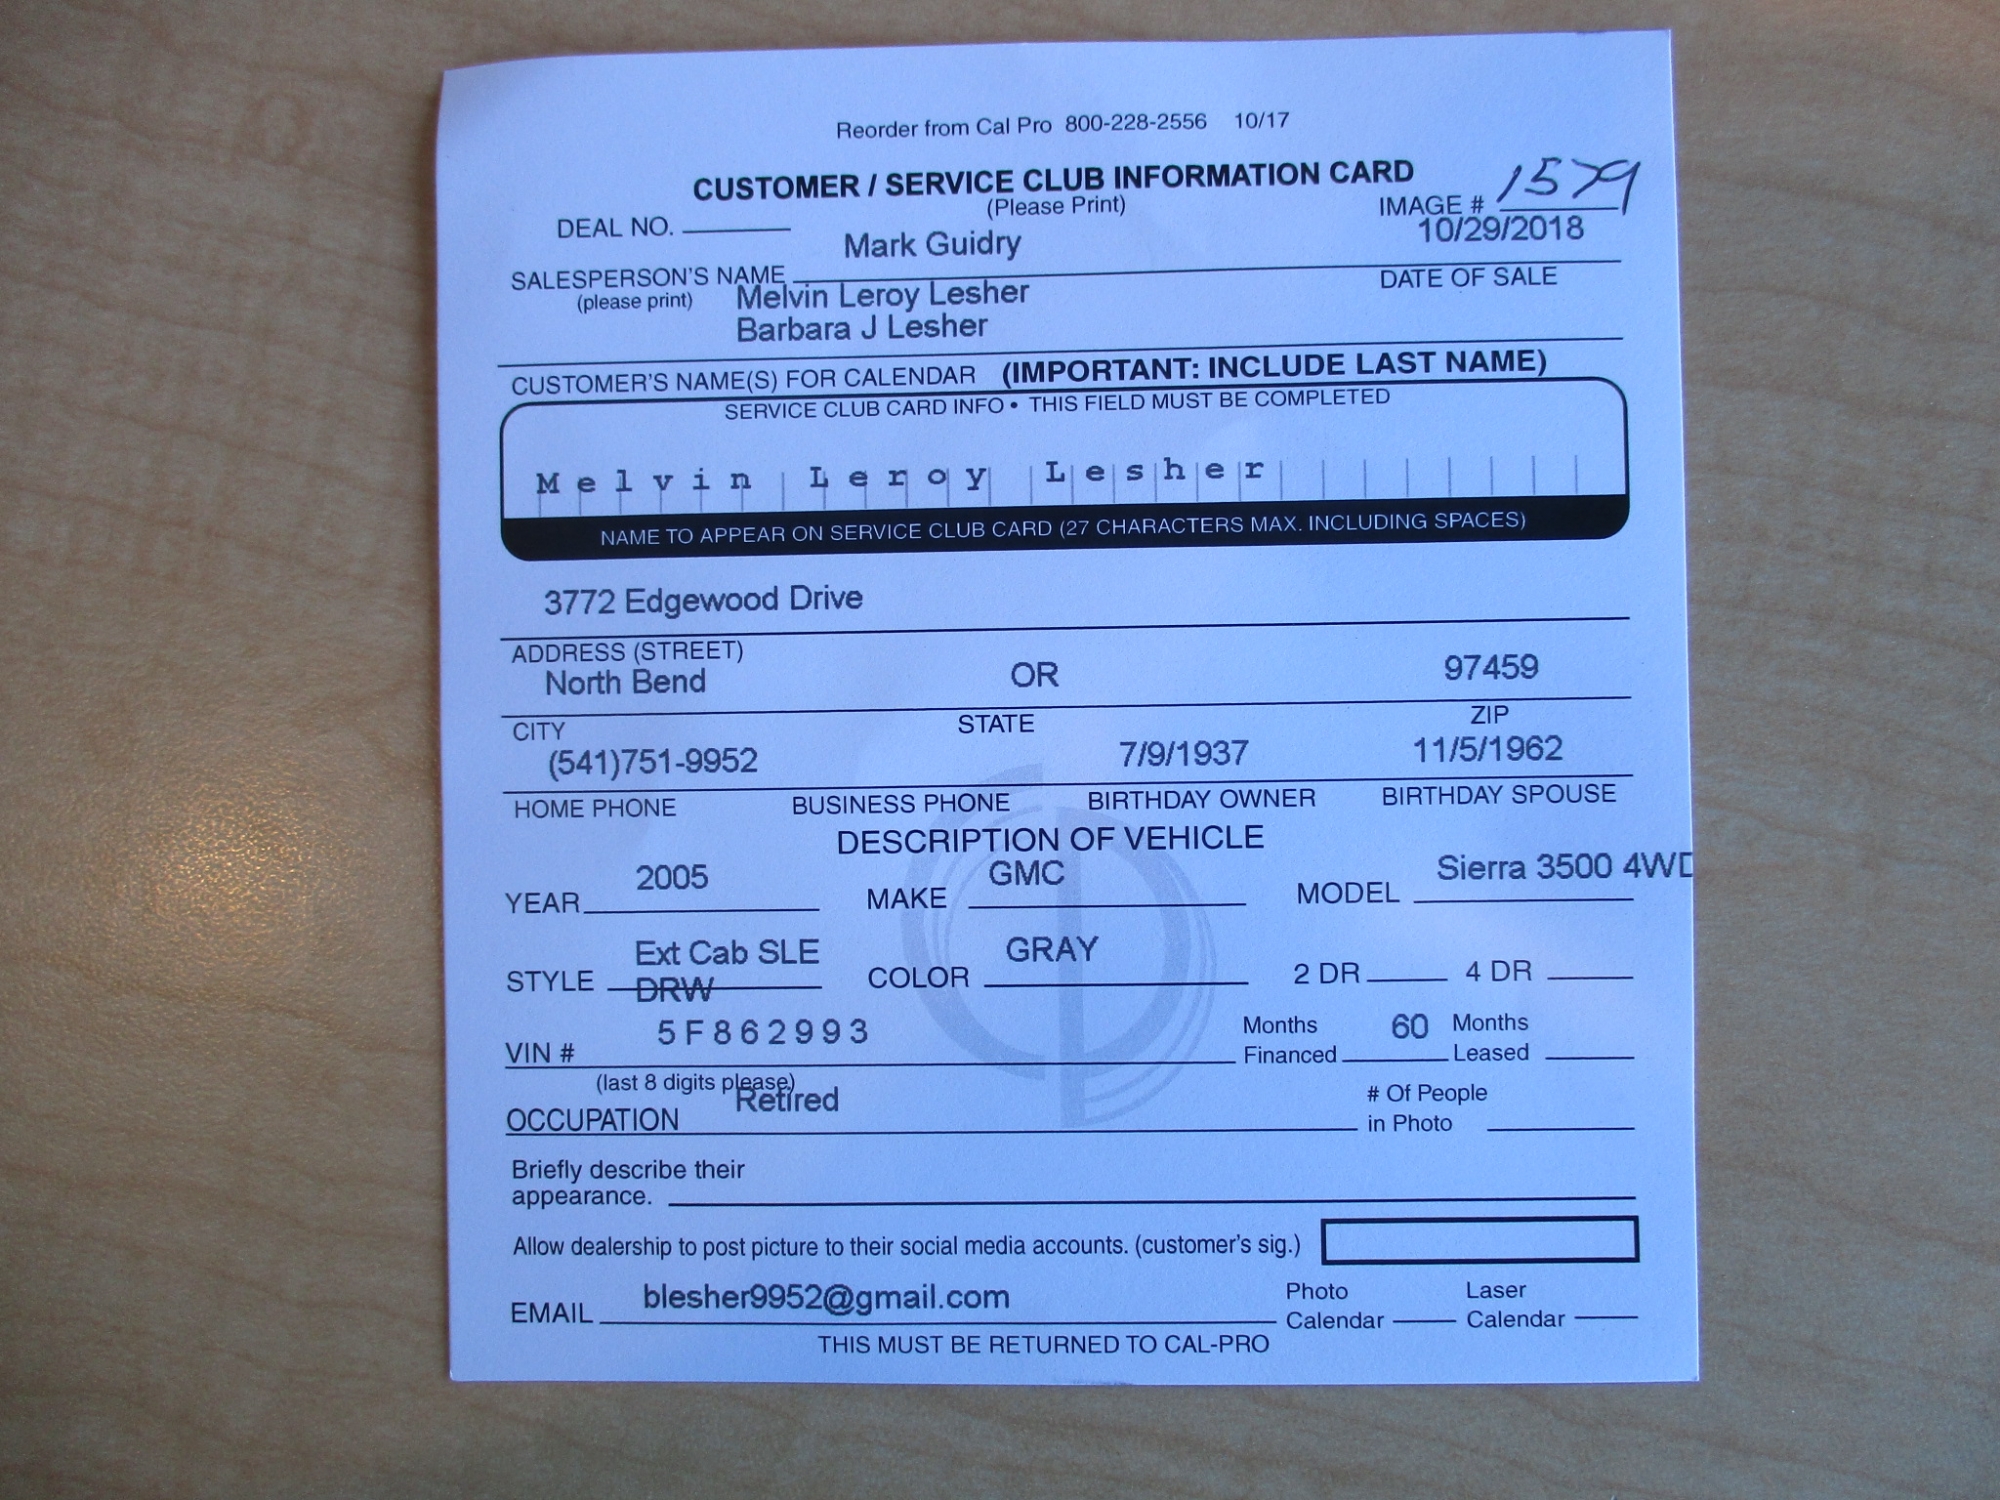 Reorder from Cal Pro 800-228-2556 10/17
CUSTOMER / SERVICE CLUB INFORMATION CARD
(Please Print)
IMAGE # 1579
DEAL NO.
Mark Guidry
10/29/2018
SALESPERSON'S NAME
DATE OF SALE
(please print)
Melvin Leroy Lesher
Barbara J Lesher
CUSTOMER'S NAME(S) FOR CALENDAR (IMPORTANT: INCLUDE LAST NAME)
SERVICE CLUB CARD INFO • THIS FIELD MUST BE COMPLETED
Melvin Leroy Lesher
NAME TO APPEAR ON SERVICE CLUB CARD (27 CHARACTERS MAX. INCLUDING SPACES)
3772 Edgewood Drive
ADDRESS (STREET)
North Bend OR 97459
CITY STATE ZIP
(541)751-9952 7/9/1937 11/5/1962
HOME PHONE BUSINESS PHONE BIRTHDAY OWNER BIRTHDAY SPOUSE
DESCRIPTION OF VEHICLE
YEAR 2005 MAKE GMC MODEL Sierra 3500 4WD
STYLE Ext Cab SLE DRW COLOR GRAY 2 DR 4 DR
VIN # 5F862993 Months Financed 60 Months Leased
(last 8 digits please)
OCCUPATION Retired # Of People in Photo
Briefly describe their
appearance.
Allow dealership to post picture to their social media accounts. (customer's sig.)
EMAIL blesher9952@gmail.com Photo Calendar Laser Calendar
THIS MUST BE RETURNED TO CAL-PRO